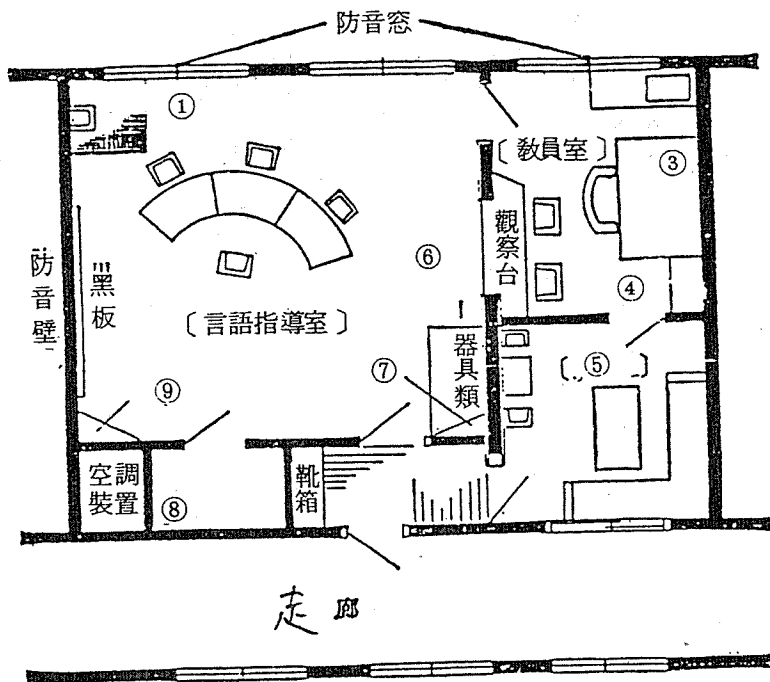 防音窓
①
〔教員室〕
③
観察台
⑥
④
防音壁
黒板
〔言語指導室〕
器具類
〔⑤〕
⑦
⑨
空調装置
靴箱
⑧
走廊